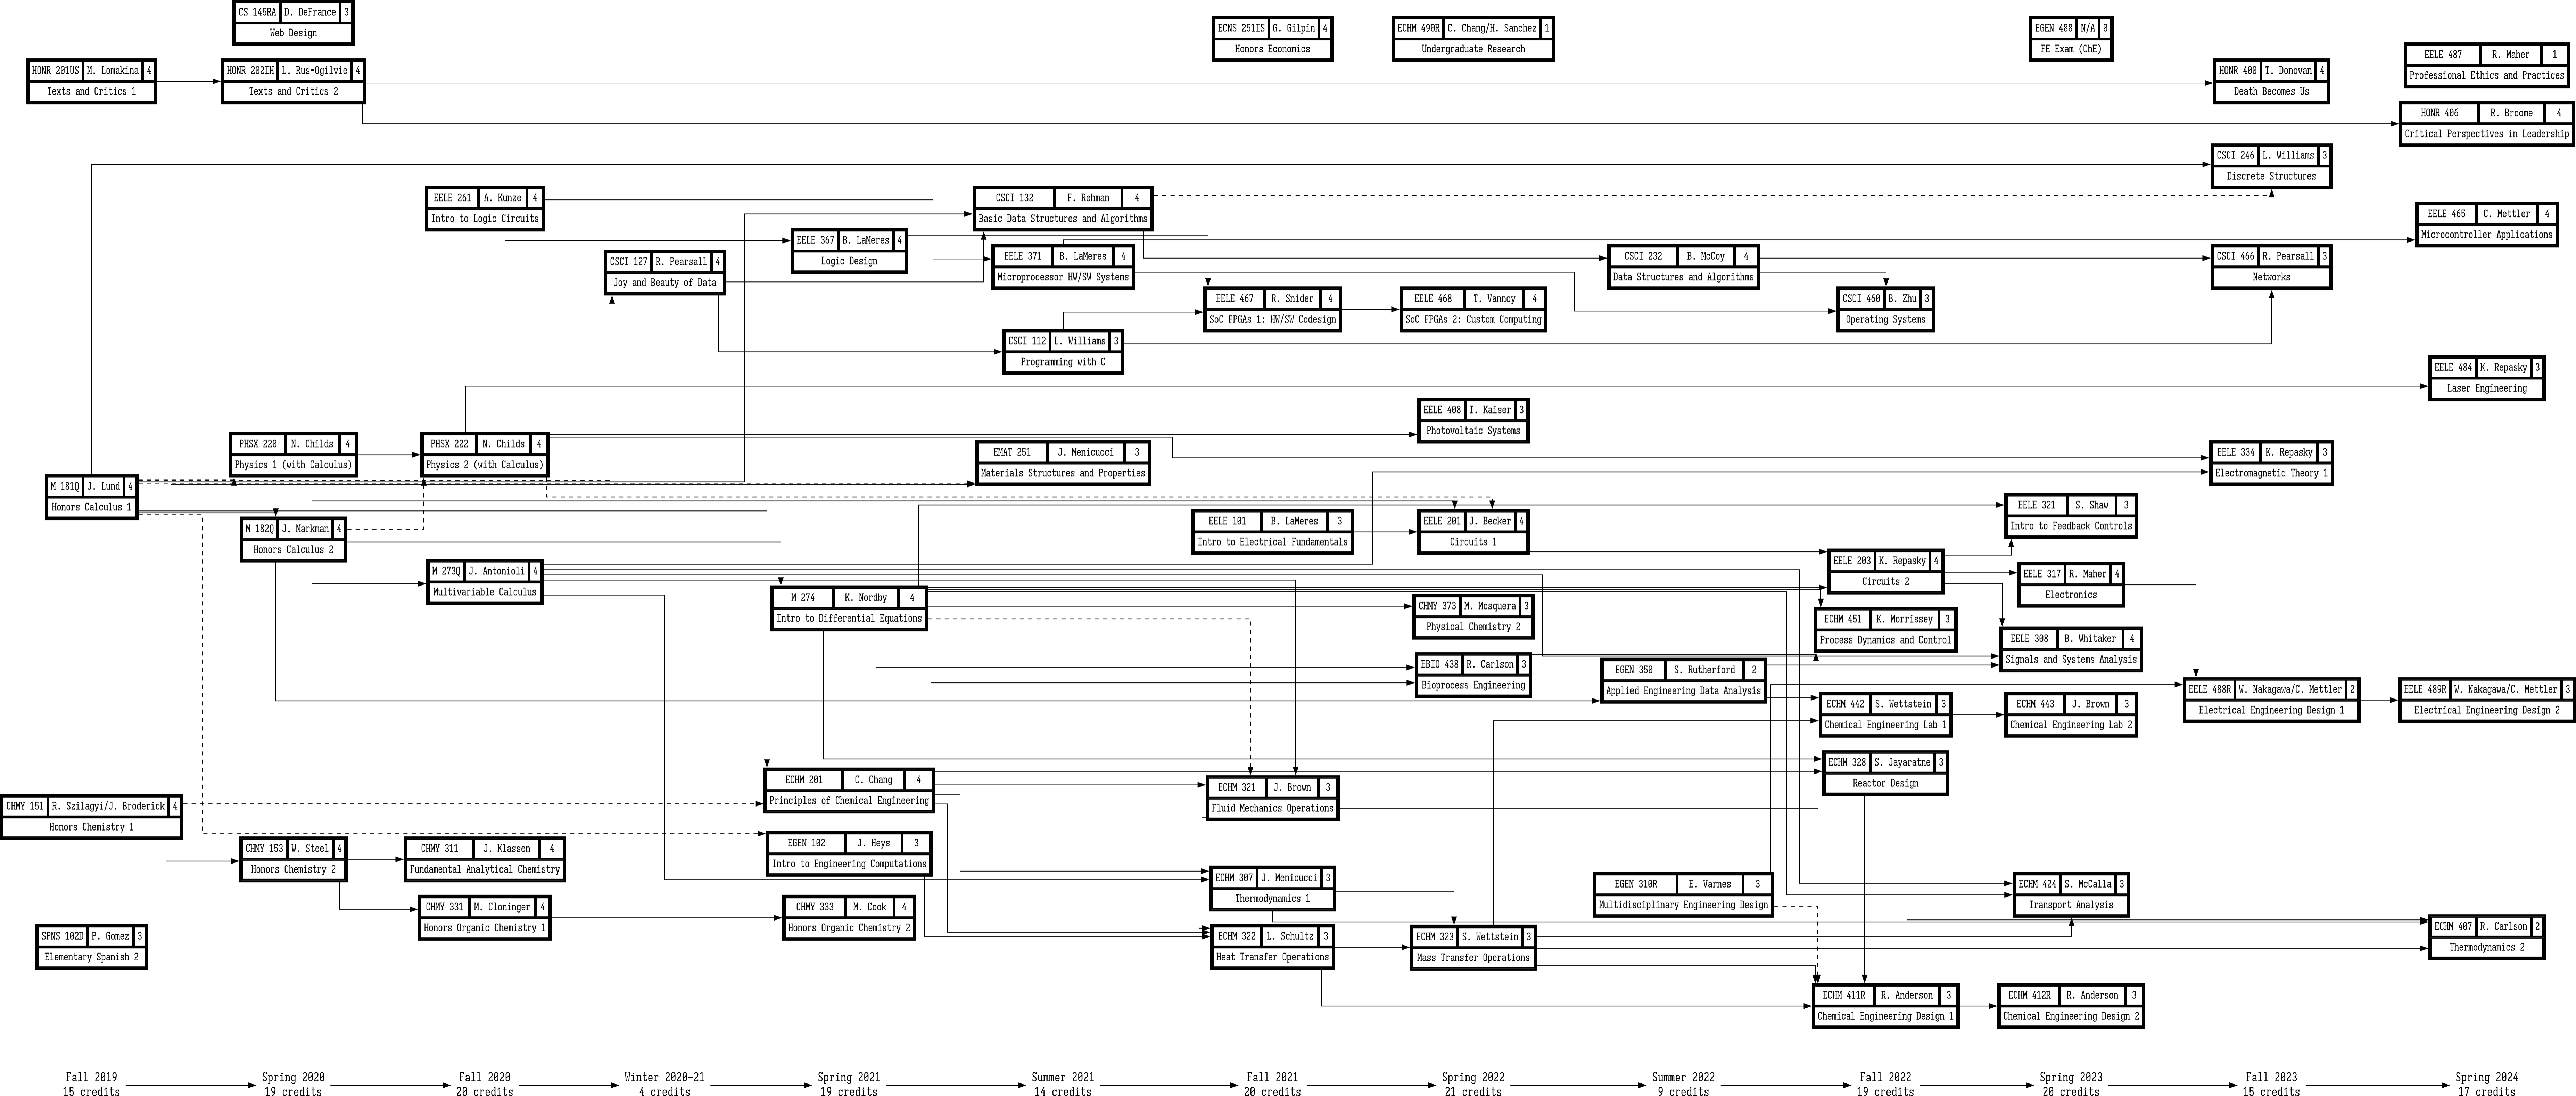 CS 145RA D. DeFrance 3
Web Design
ECNS 251IS G. Gilpin 4
Honors Economics
ECHM 490R C. Chang/H. Sanchez 1
Undergraduate Research
EGEN 488 N/A 0
FE Exam (ChE)
EELE 487 R. Maher 1
Professional Ethics and Practices
HONR 201US M. Lomakina 4
Texts and Critics 1
HONR 202IH L. Rus-Ogilvie 4
Texts and Critics 2
HONR 400 T. Donovan 4
Death Becomes Us
HONR 406 R. Broome 4
Critical Perspectives in Leadership
CSCI 246 L. Williams 3
Discrete Structures
EELE 261 A. Kunze 4
Intro to Logic Circuits
CSCI 132 F. Rehman 4
Basic Data Structures and Algorithms
EELE 465 C. Mettler 4
Microcontroller Applications
EELE 367 B. LaMeres 4
Logic Design
CSCI 127 R. Pearsall 4
Joy and Beauty of Data
EELE 371 B. LaMeres 4
Microprocessor HW/SW Systems
CSCI 232 B. McCoy 4
Data Structures and Algorithms
CSCI 466 R. Pearsall 3
Networks
EELE 467 R. Snider 4
SoC FPGAs 1: HW/SW Codesign
EELE 468 T. Vannoy 4
SoC FPGAs 2: Custom Computing
CSCI 460 B. Zhu 3
Operating Systems
CSCI 112 L. Williams 3
Programming with C
EELE 484 K. Repasky 3
Laser Engineering
EELE 408 T. Kaiser 3
Photovoltaic Systems
PHSX 220 N. Childs 4
Physics 1 (with Calculus)
PHSX 222 N. Childs 4
Physics 2 (with Calculus)
EMAT 251 J. Menicucci 3
Materials Structures and Properties
EELE 334 K. Repasky 3
Electromagnetic Theory 1
M 181Q J. Lund 4
Honors Calculus 1
EELE 321 S. Shaw 3
Intro to Feedback Controls
M 182Q J. Markman 4
Honors Calculus 2
EELE 101 B. LaMeres 3
Intro to Electrical Fundamentals
EELE 201 J. Becker 4
Circuits 1
EELE 203 K. Repasky 4
Circuits 2
M 273Q J. Antonioli 4
Multivariable Calculus
EELE 317 R. Maher 4
Electronics
M 274 K. Nordby 4
Intro to Differential Equations
CHMY 373 M. Mosquera 3
Physical Chemistry 2
ECHM 451 K. Morrissey 3
Process Dynamics and Control
EELE 308 B. Whitaker 4
Signals and Systems Analysis
EBIO 438 R. Carlson 3
Bioprocess Engineering
EGEN 350 S. Rutherford 2
Applied Engineering Data Analysis
EELE 488R W. Nakagawa/C. Mettler 2
Electrical Engineering Design 1
EELE 489R W. Nakagawa/C. Mettler 3
Electrical Engineering Design 2
ECHM 442 S. Wettstein 3
Chemical Engineering Lab 1
ECHM 443 J. Brown 3
Chemical Engineering Lab 2
ECHM 328 S. Jayaratne 3
Reactor Design
ECHM 201 C. Chang 4
Principles of Chemical Engineering
ECHM 321 J. Brown 3
Fluid Mechanics Operations
CHMY 151 R. Szilagyi/J. Broderick 4
Honors Chemistry 1
EGEN 102 J. Heys 3
Intro to Engineering Computations
CHMY 153 W. Steel 4
Honors Chemistry 2
CHMY 311 J. Klassen 4
Fundamental Analytical Chemistry
ECHM 307 J. Menicucci 3
Thermodynamics 1
EGEN 310R E. Varnes 3
Multidisciplinary Engineering Design
ECHM 424 S. McCalla 3
Transport Analysis
CHMY 331 M. Cloninger 4
Honors Organic Chemistry 1
CHMY 333 M. Cook 4
Honors Organic Chemistry 2
SPNS 102D P. Gomez 3
Elementary Spanish 2
ECHM 322 L. Schultz 3
Heat Transfer Operations
ECHM 323 S. Wettstein 3
Mass Transfer Operations
ECHM 407 R. Carlson 2
Thermodynamics 2
ECHM 411R R. Anderson 3
Chemical Engineering Design 1
ECHM 412R R. Anderson 3
Chemical Engineering Design 2
Fall 2019
15 credits
Spring 2020
19 credits
Fall 2020
20 credits
Winter 2020-21
4 credits
Spring 2021
19 credits
Summer 2021
14 credits
Fall 2021
20 credits
Spring 2022
21 credits
Summer 2022
9 credits
Fall 2022
19 credits
Spring 2023
20 credits
Fall 2023
15 credits
Spring 2024
17 credits